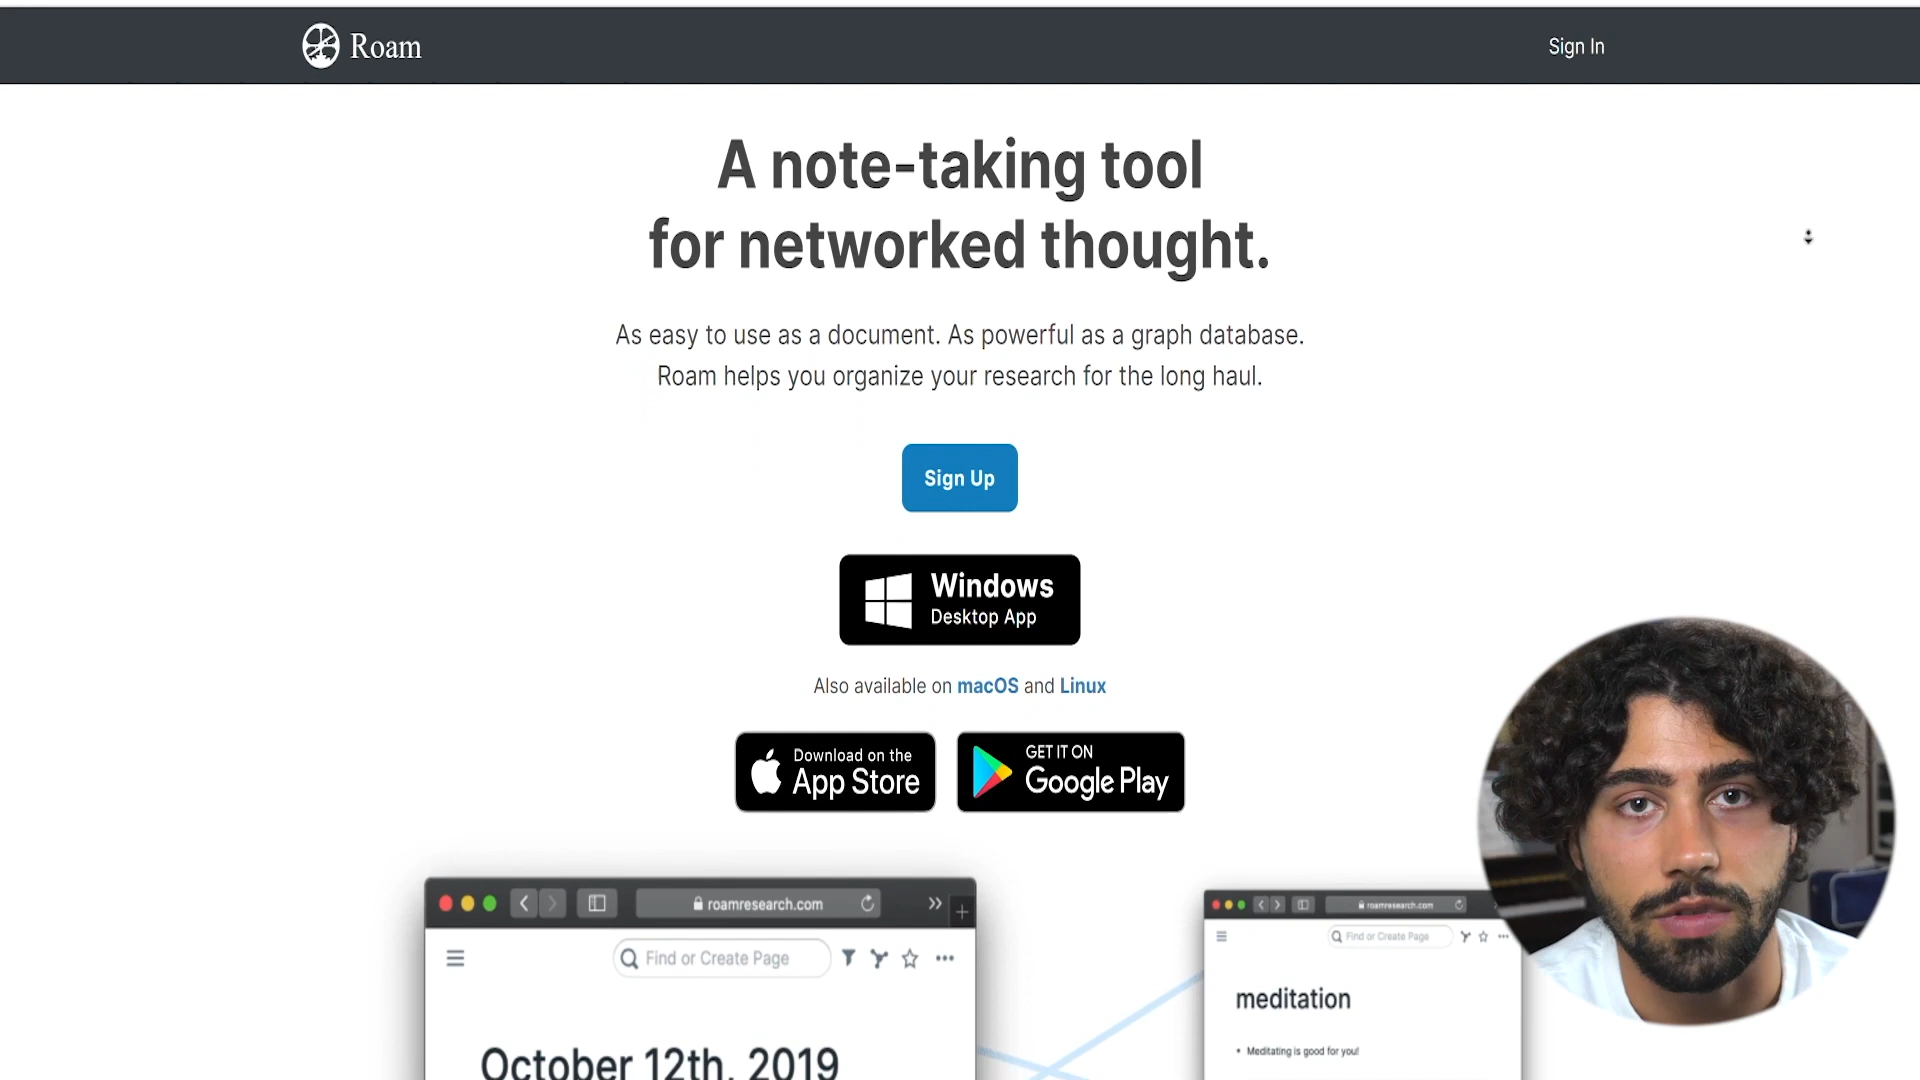 Roam
Sign In
A note-taking tool
for networked thought.
As easy to use as a document. As powerful as a graph database.
Roam helps you organize your research for the long haul.
Sign Up
Windows
Desktop App
Also available on macOS and Linux
Download on the
App Store
GET IT ON
Google Play
roamresearch.com
Find or Create Page
October 12th, 2019
roamresearch.com
Find or Create Page
meditation
• Meditating is good for you!